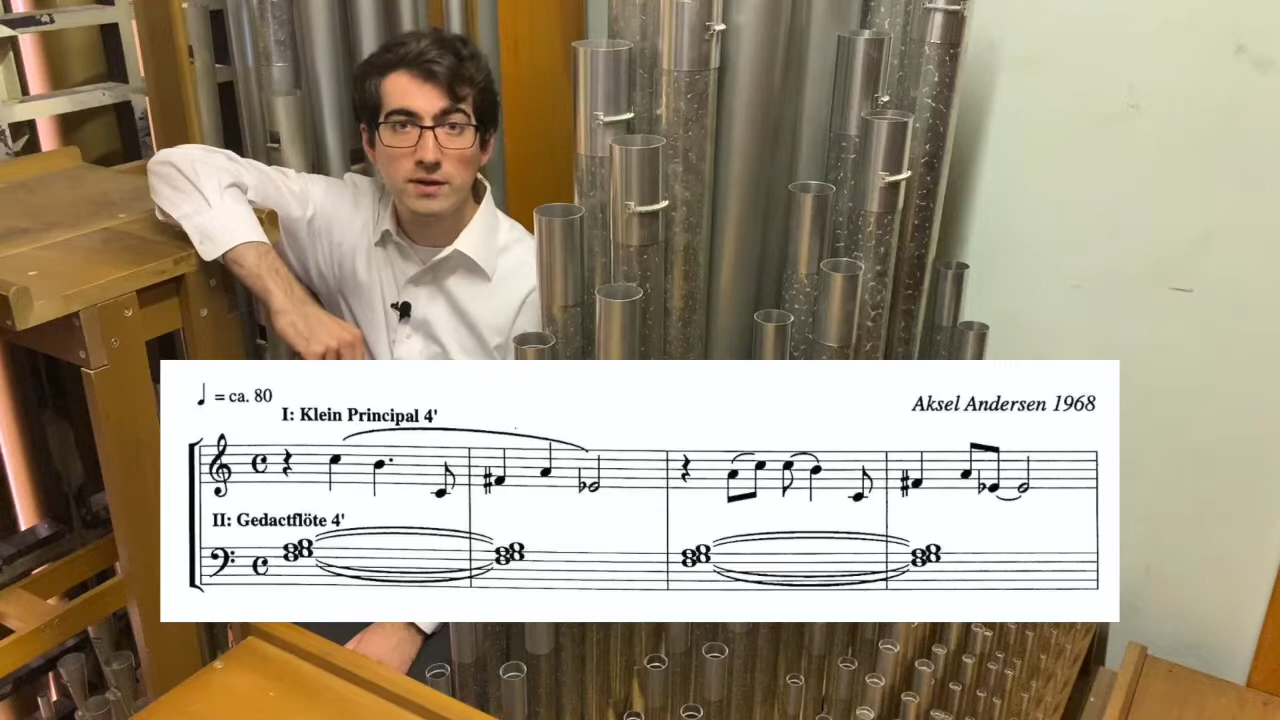 ♩ = ca. 80
I: Klein Principal 4'
Aksel Andersen 1968
II: Gedactflöte 4'